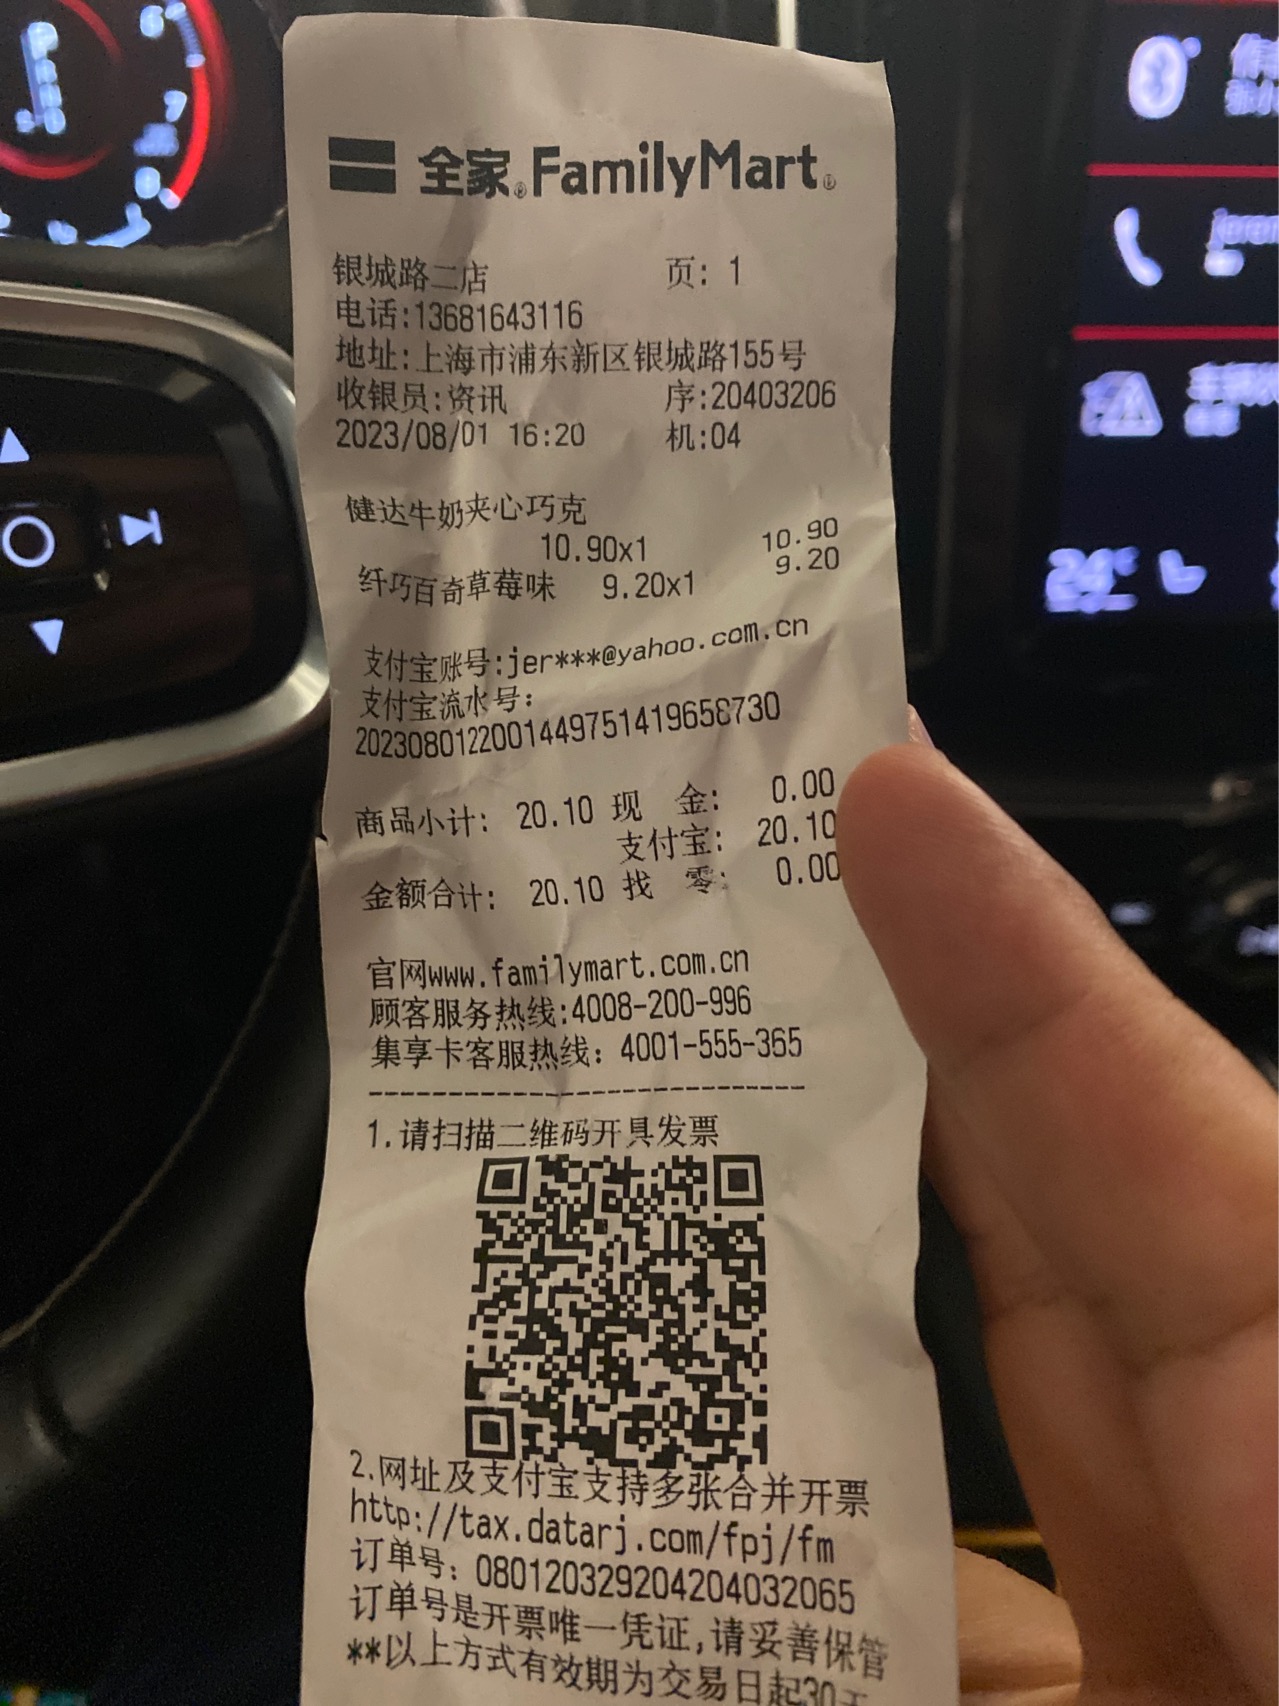 全家®FamilyMart®
银城路二店 页: 1
电话:13681643116
地址:上海市浦东新区银城路155号
收银员:资讯 序:20403206
2023/08/01 16:20 机:04
健达牛奶夹心巧克
10.90x1 10.90
纤巧百奇草莓味 9.20x1 9.20
支付宝账号:jer***@yahoo.com.cn
支付宝流水号:
2023080122001449751419658730
商品小计: 20.10 现 金: 0.00
支付宝: 20.10
金额合计: 20.10 找 零: 0.00
官网www.familymart.com.cn
顾客服务热线:4008-200-996
集享卡客服热线: 4001-555-365
1.请扫描二维码开具发票
2.网址及支付宝支持多张合并开票
http://tax.datarj.com/fpj/fm
订单号: 080120329204204032065
订单号是开票唯一凭证,请妥善保管
**以上方式有效期为交易日起30天
24℃